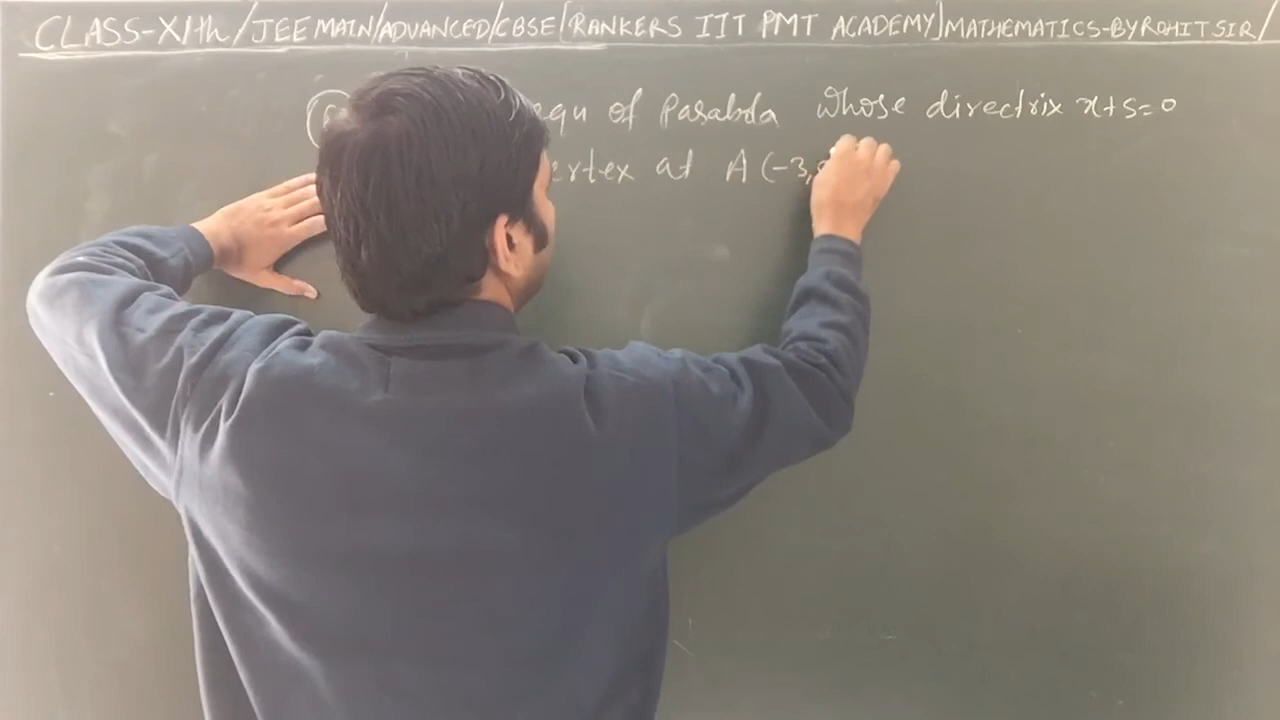 CLASS-XIth/JEE MAIN/ADVANCED/CBSE[RANKERS IIT PMT ACADEMY]MATHEMATICS-BYROHITSIR/
equ of Parabola Whose directrix x+5=0
ertex at A(-3,